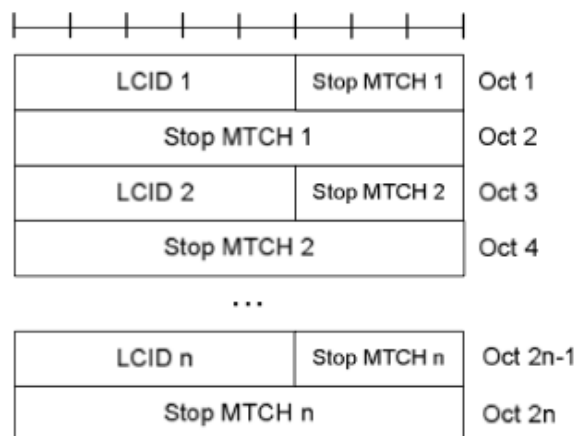 LCID 1 Stop MTCH 1 Oct 1
Stop MTCH 1 Oct 2
LCID 2 Stop MTCH 2 Oct 3
Stop MTCH 2 Oct 4
...
LCID n Stop MTCH n Oct 2n-1
Stop MTCH n Oct 2n